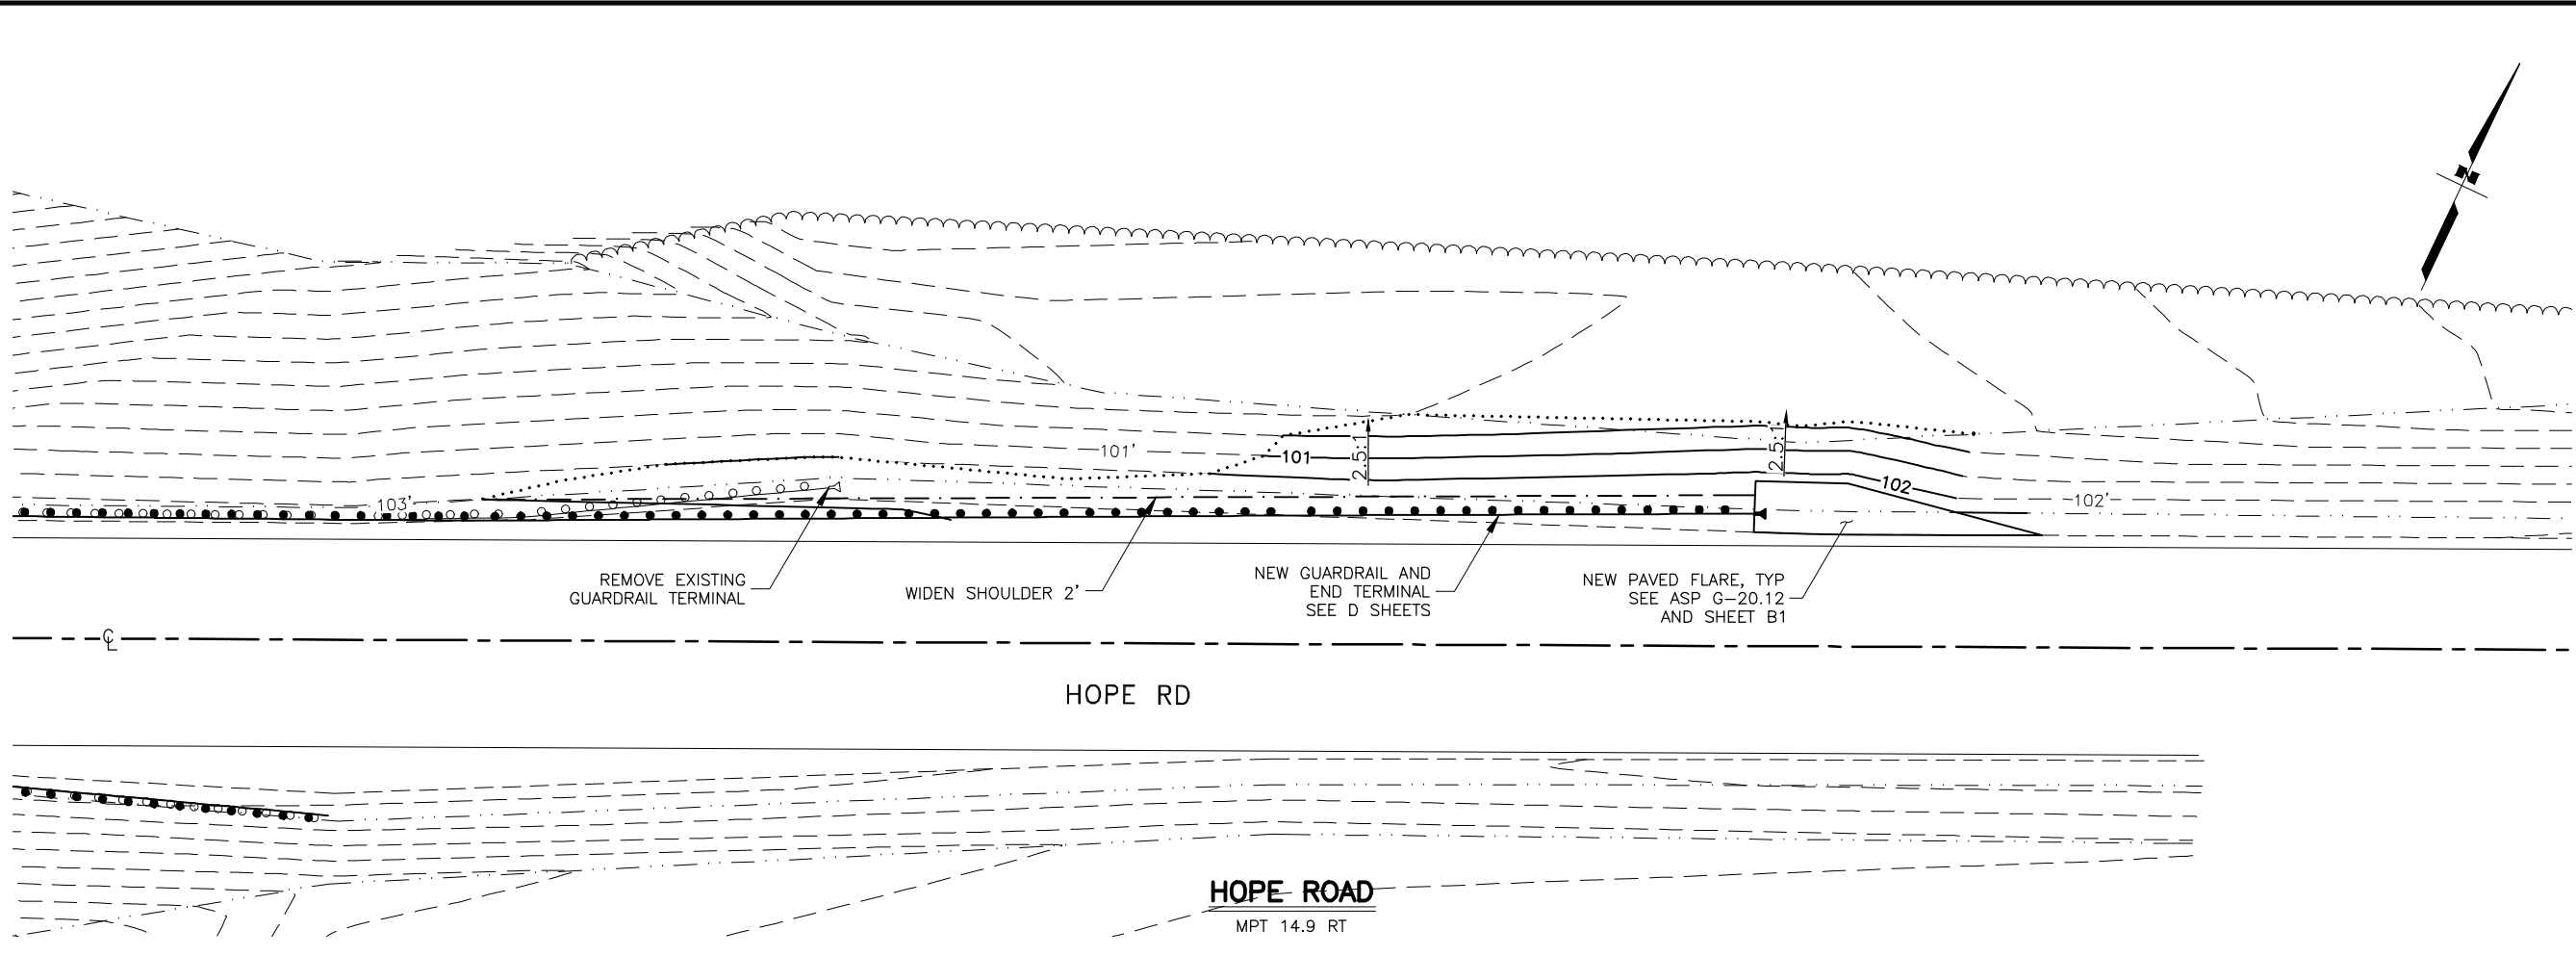 N
101'
101
2.5:1
2.5:1
102
103'
102'
REMOVE EXISTING
GUARDRAIL TERMINAL
WIDEN SHOULDER 2'
NEW GUARDRAIL AND
END TERMINAL
SEE D SHEETS
NEW PAVED FLARE, TYP
SEE ASP G-20.12
AND SHEET B1
CL
HOPE RD
HOPE ROAD
MPT 14.9 RT